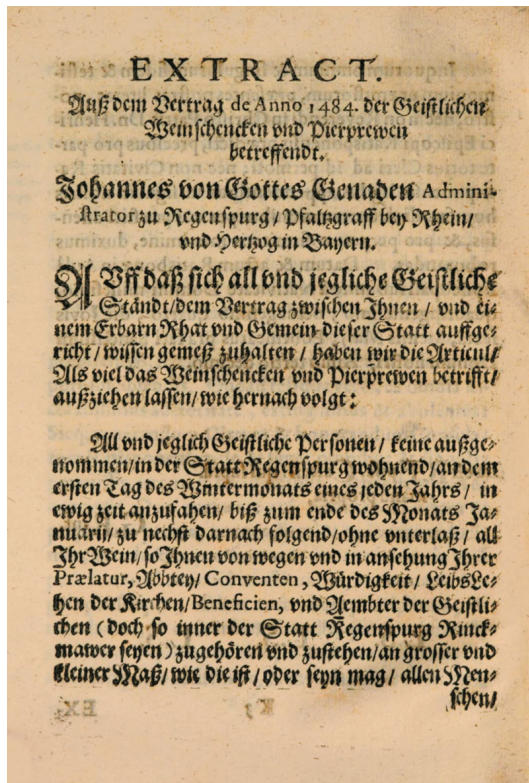 EXTRACT.
Auß dem Vertrag de Anno 1484. der Geistlichen
Weinschencken vnd Pierprewen
betreffendt.
Johannes von Gottes Genaden Admini-
strator zu Regenspurg / Pfaltzgraff bey Rhein /
vnd Hertzog in Bayern.
AVff daß sich all vnd jegliche Geistliche
Ständt / dem Vertrag zwischen Ihnen / vnd ei-
nem Erbarn Rhat vnd Gemein dieser Statt auffge-
richt / wissen gemeß zuhalten / haben wir die Articul /
Als viel das Weinschencken vnd Pierprewen betrifft /
außziehen lassen / wie hernach volgt:
All vnd jeglich Geistliche Personen / keine außge-
nommen / in der Statt Regenspurg wohnend / an dem
ersten Tag des Wintermonats eines jeden Jahrs / in
ewig zeit anzufahen / biß zum ende des Monats Ja-
nuarij / zu nechst darnach folgend / ohne vnterlaß / all
Ihr Wein / so Ihnen von wegen vnd in ansehung Ihrer
Prælatur, Abbtey / Conventen, Würdigkeit / LeibsLe-
hen der Kirchen / Beneficien, vnd Aembter der Geistli-
chen (doch so inner der Statt Regenspurg Rinck-
mawer seyen) zugehören vnd zustehen / an grosser vnd
kleiner Maß / wie die ist / oder seyn mag / allen Men-
schen /